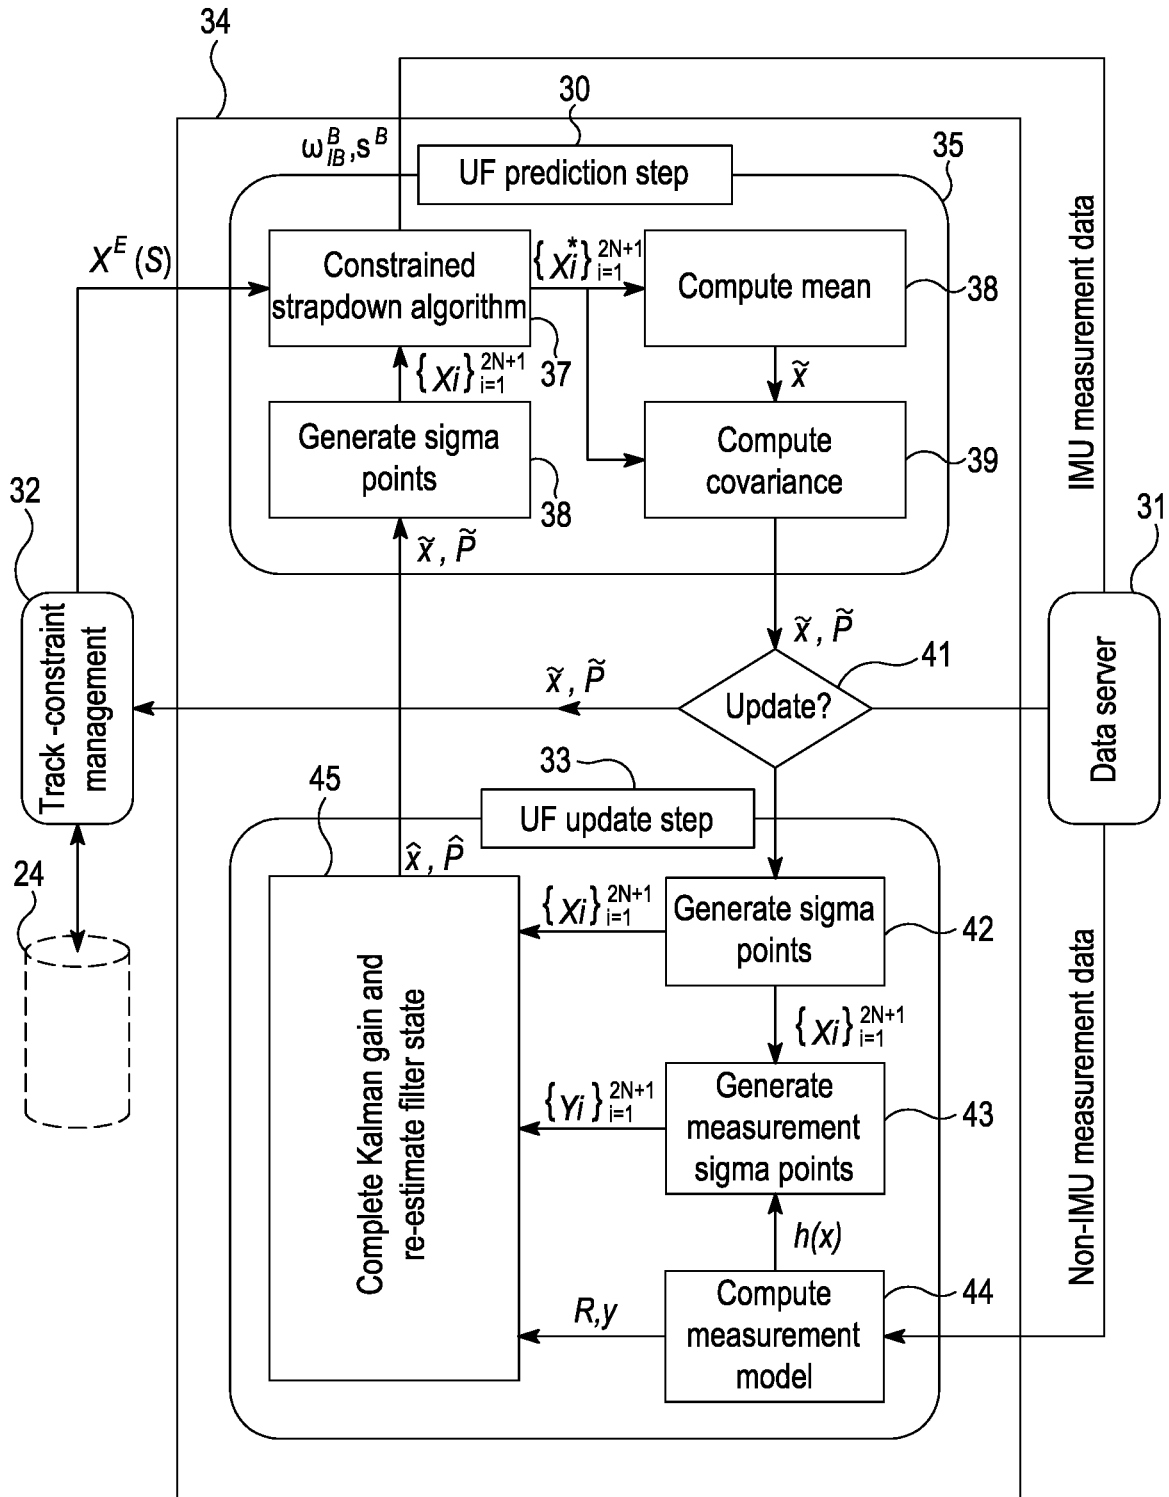 34
30
ω_IB^B, s^B
UF prediction step
35
X^E (S)
Constrained
strapdown algorithm
37
{Xi*}_{i=1}^{2N+1}
Compute mean
38
{Xi}_{i=1}^{2N+1}
x̃
Generate sigma
points
38
Compute
covariance
39
x̃, P̃
IMU measurement data
32
Track -constraint
management
31
Data server
x̃, P̃
41
Update?
x̃, P̃
33
UF update step
45
x̂, P̂
24
Complete Kalman gain and
re-estimate filter state
{Xi}_{i=1}^{2N+1}
Generate sigma
points
42
{Xi}_{i=1}^{2N+1}
{Yi}_{i=1}^{2N+1}
Generate
measurement
sigma points
43
h(x)
R,y
Compute
measurement
model
44
Non-IMU measurement data